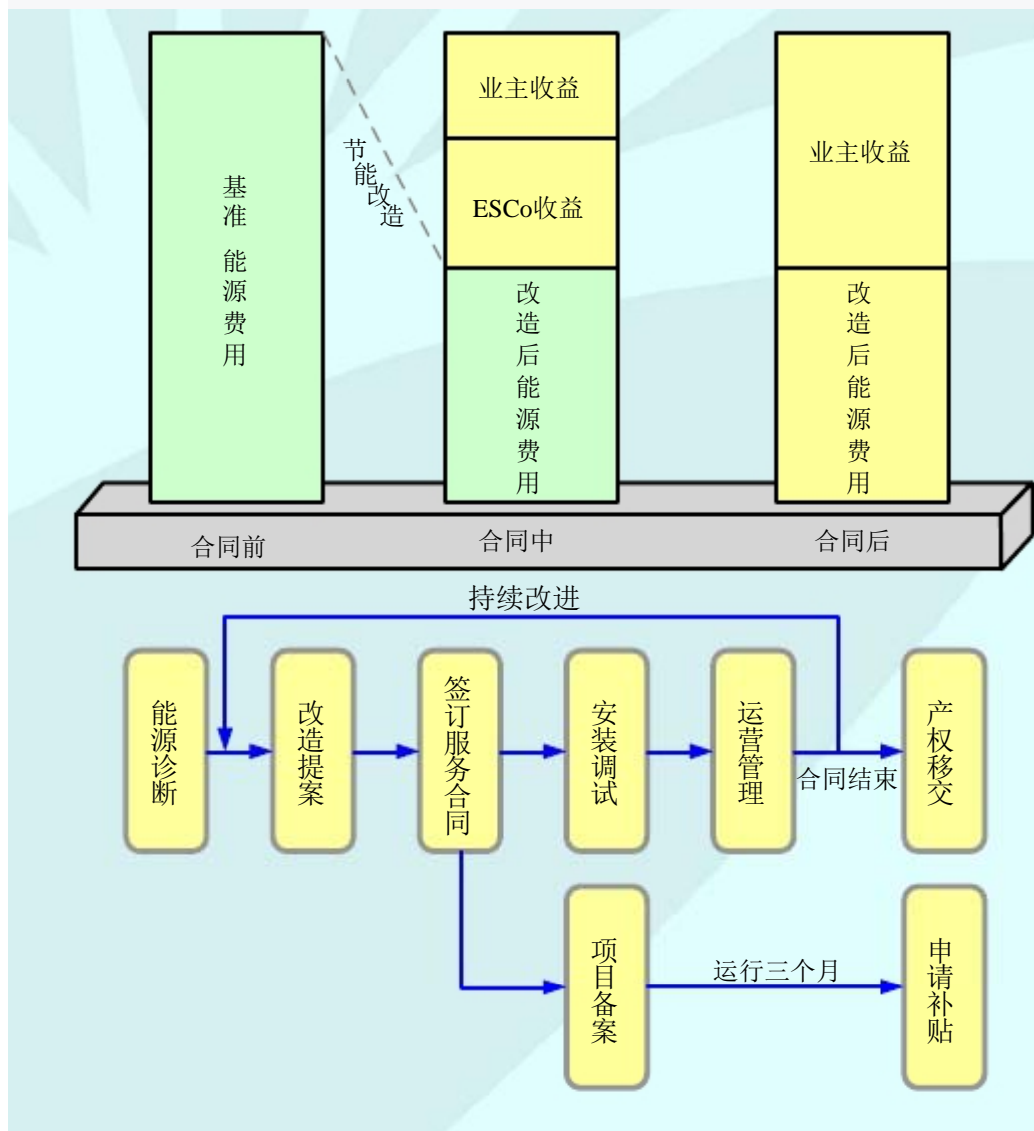 基准能源费用
节能改造
业主收益
ESCo收益
改造后能源费用
业主收益
改造后能源费用
合同前
合同中
合同后
持续改进
能源诊断
改造提案
签订服务合同
安装调试
运营管理
合同结束
产权移交
项目备案
运行三个月
申请补贴